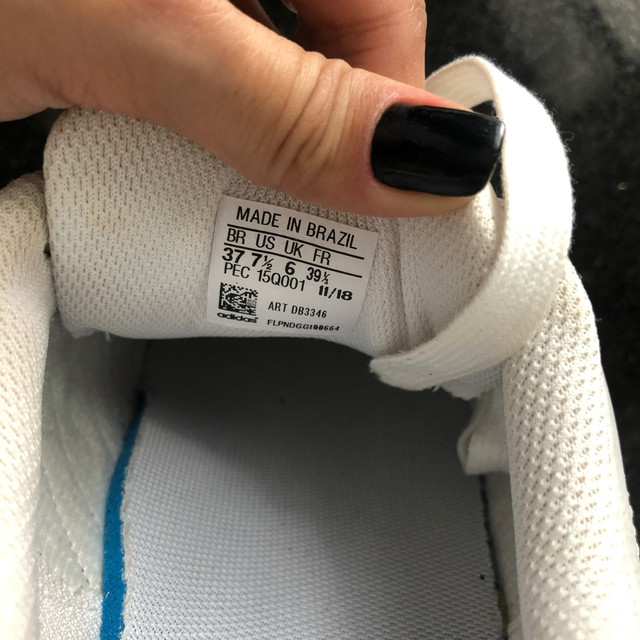 MADE IN BRAZIL
BR US UK FR
37 7½ 6 39⅓
PEC 15Q001 11/18
ART DB3346
adidas